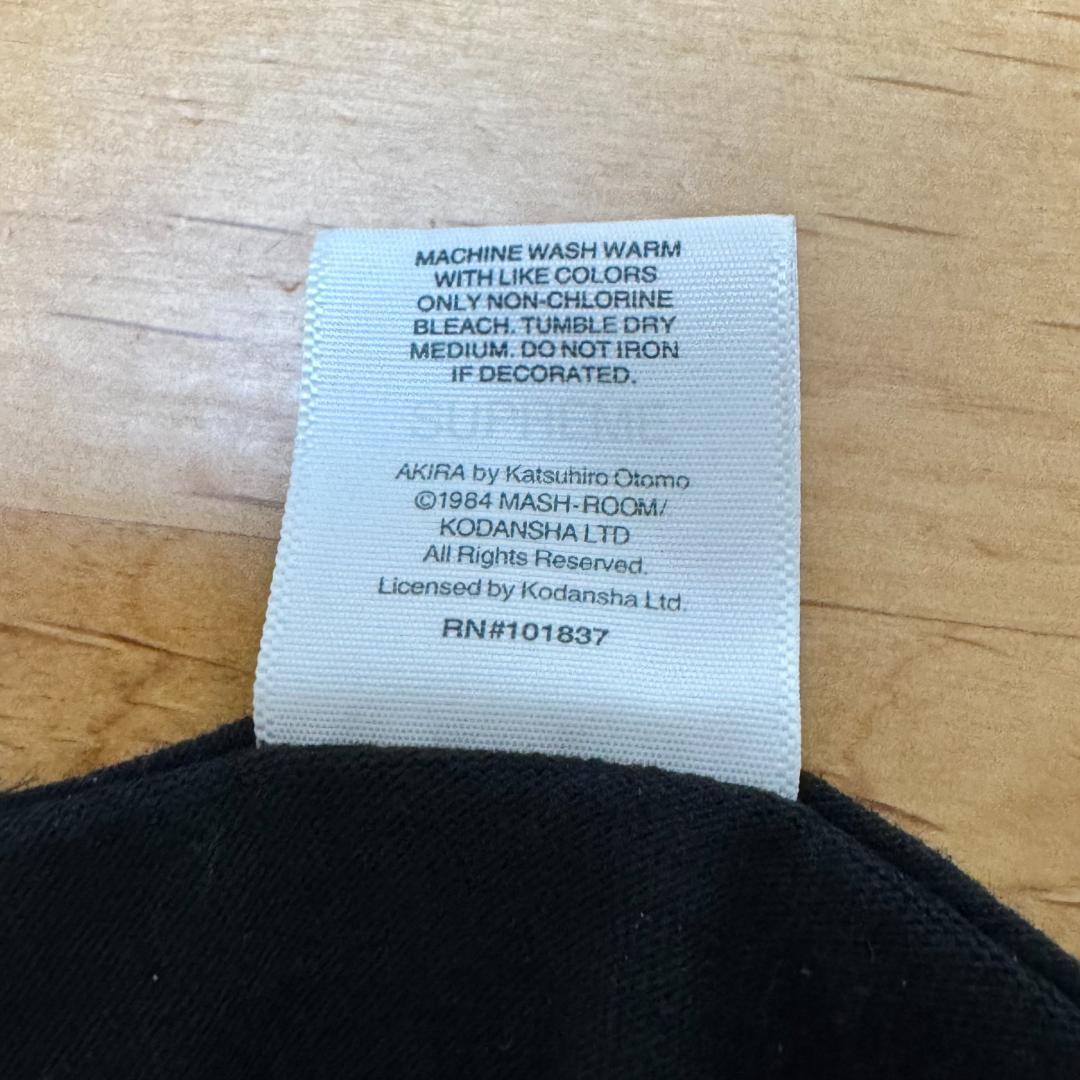 MACHINE WASH WARM
WITH LIKE COLORS
ONLY NON-CHLORINE
BLEACH. TUMBLE DRY
MEDIUM. DO NOT IRON
IF DECORATED.
SUPREME
AKIRA by Katsuhiro Otomo
©1984 MASH-ROOM/
KODANSHA LTD
All Rights Reserved.
Licensed by Kodansha Ltd.
RN#101837